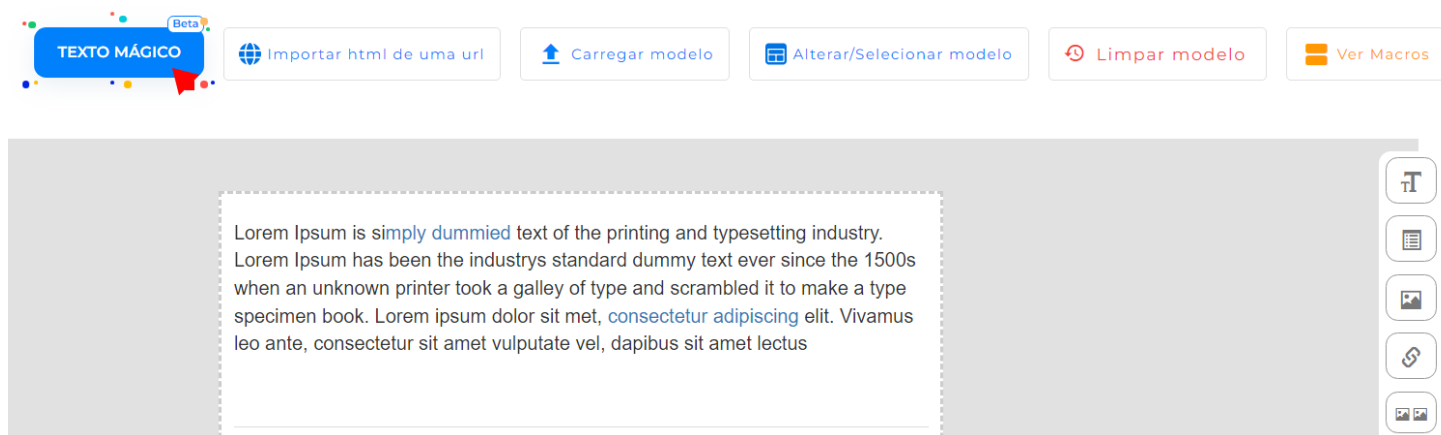 Beta
TEXTO MÁGICO
Importar html de uma url
Carregar modelo
Alterar/Selecionar modelo
Limpar modelo
Ver Macros
TT
Lorem Ipsum is simply dummied text of the printing and typesetting industry.
Lorem Ipsum has been the industrys standard dummy text ever since the 1500s
when an unknown printer took a galley of type and scrambled it to make a type
specimen book. Lorem ipsum dolor sit met, consectetur adipiscing elit. Vivamus
leo ante, consectetur sit amet vulputate vel, dapibus sit amet lectus